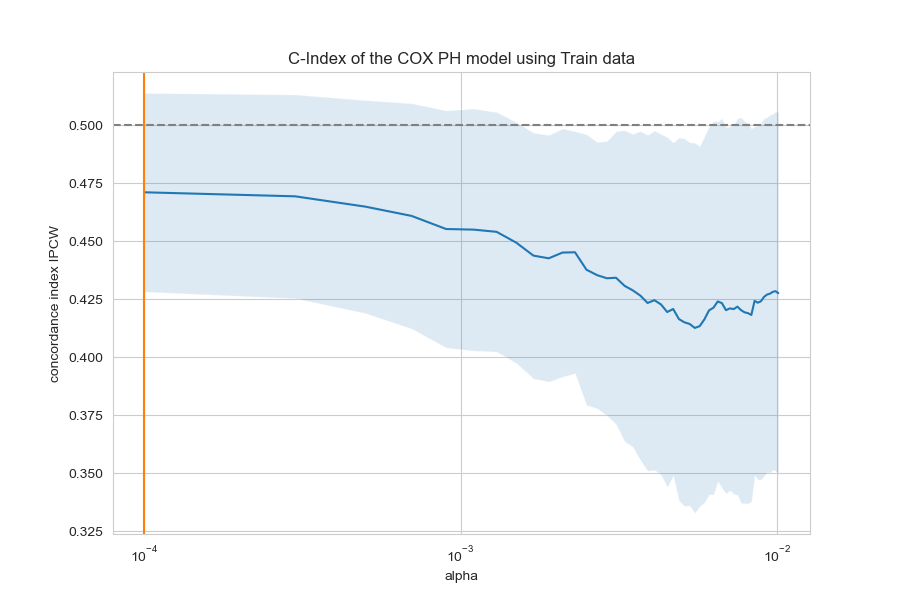 C-Index of the COX PH model using Train data
concordance index IPCW
0.500
0.475
0.450
0.425
0.400
0.375
0.350
0.325
10⁻⁴ 10⁻³ 10⁻²
alpha